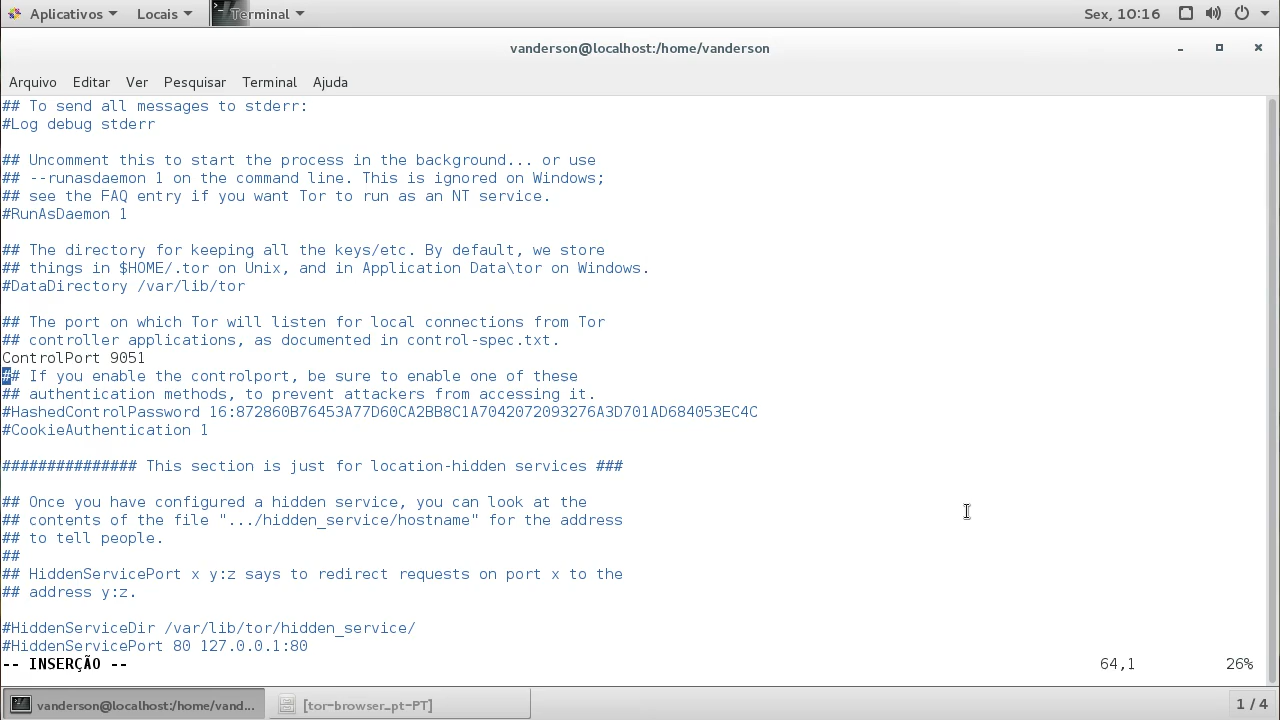 Aplicativos Locais Terminal Sex, 10:16
vanderson@localhost:/home/vanderson
Arquivo Editar Ver Pesquisar Terminal Ajuda
## To send all messages to stderr:
#Log debug stderr
## Uncomment this to start the process in the background... or use
## --runasdaemon 1 on the command line. This is ignored on Windows;
## see the FAQ entry if you want Tor to run as an NT service.
#RunAsDaemon 1
## The directory for keeping all the keys/etc. By default, we store
## things in $HOME/.tor on Unix, and in Application Data\tor on Windows.
#DataDirectory /var/lib/tor
## The port on which Tor will listen for local connections from Tor
## controller applications, as documented in control-spec.txt.
ControlPort 9051
## If you enable the controlport, be sure to enable one of these
## authentication methods, to prevent attackers from accessing it.
#HashedControlPassword 16:872860B76453A77D60CA2BB8C1A7042072093276A3D701AD684053EC4C
#CookieAuthentication 1
############### This section is just for location-hidden services ###
## Once you have configured a hidden service, you can look at the
## contents of the file ".../hidden_service/hostname" for the address
## to tell people.
##
## HiddenServicePort x y:z says to redirect requests on port x to the
## address y:z.
#HiddenServiceDir /var/lib/tor/hidden_service/
#HiddenServicePort 80 127.0.0.1:80
-- INSERÇÃO -- 64,1 26%
vanderson@localhost:/home/vand... [tor-browser_pt-PT] 1 / 4